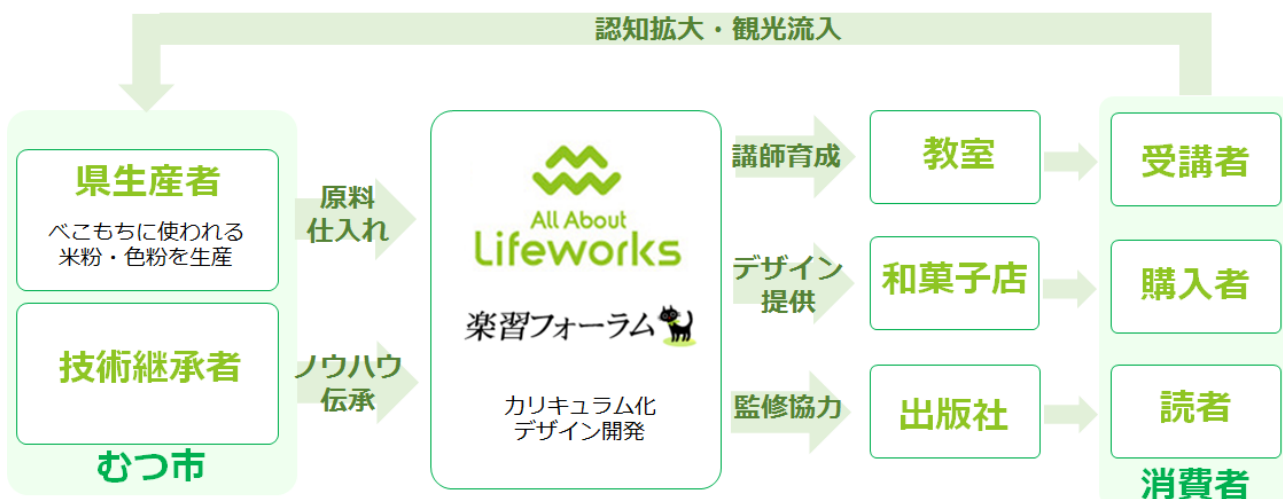 認知拡大・観光流入
県生産者
べこもちに使われる
米粉・色粉を生産
技術継承者
むつ市
原料
仕入れ
ノウハウ
伝承
All About
Lifeworks
楽習フォーラム
カリキュラム化
デザイン開発
講師育成
教室
受講者
デザイン
提供
和菓子店
購入者
監修協力
出版社
読者
消費者